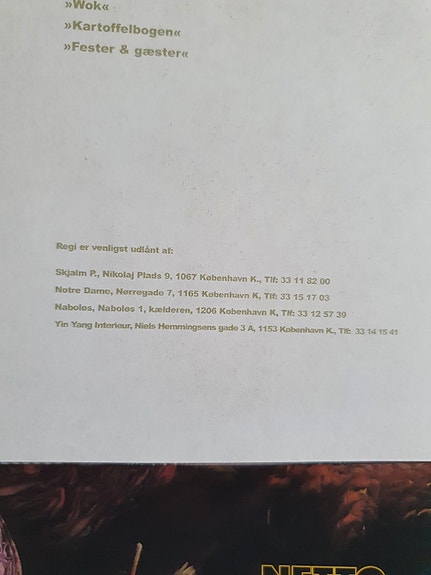 »Wok«
»Kartoffelbogen«
»Fester & gæster«
Regi er venligst udlånt af:
Skjalm P., Nikolaj Plads 9, 1067 København K., Tlf: 33 11 82 00
Notre Dame, Nørregade 7, 1165 København K, Tlf: 33 15 17 03
Naboløs, Naboløs 1, kælderen, 1206 København K, Tlf: 33 12 57 39
Yin Yang Interieur, Niels Hemmingsens gade 3 A, 1153 København K., Tlf: 33 14 15 41
NETTO